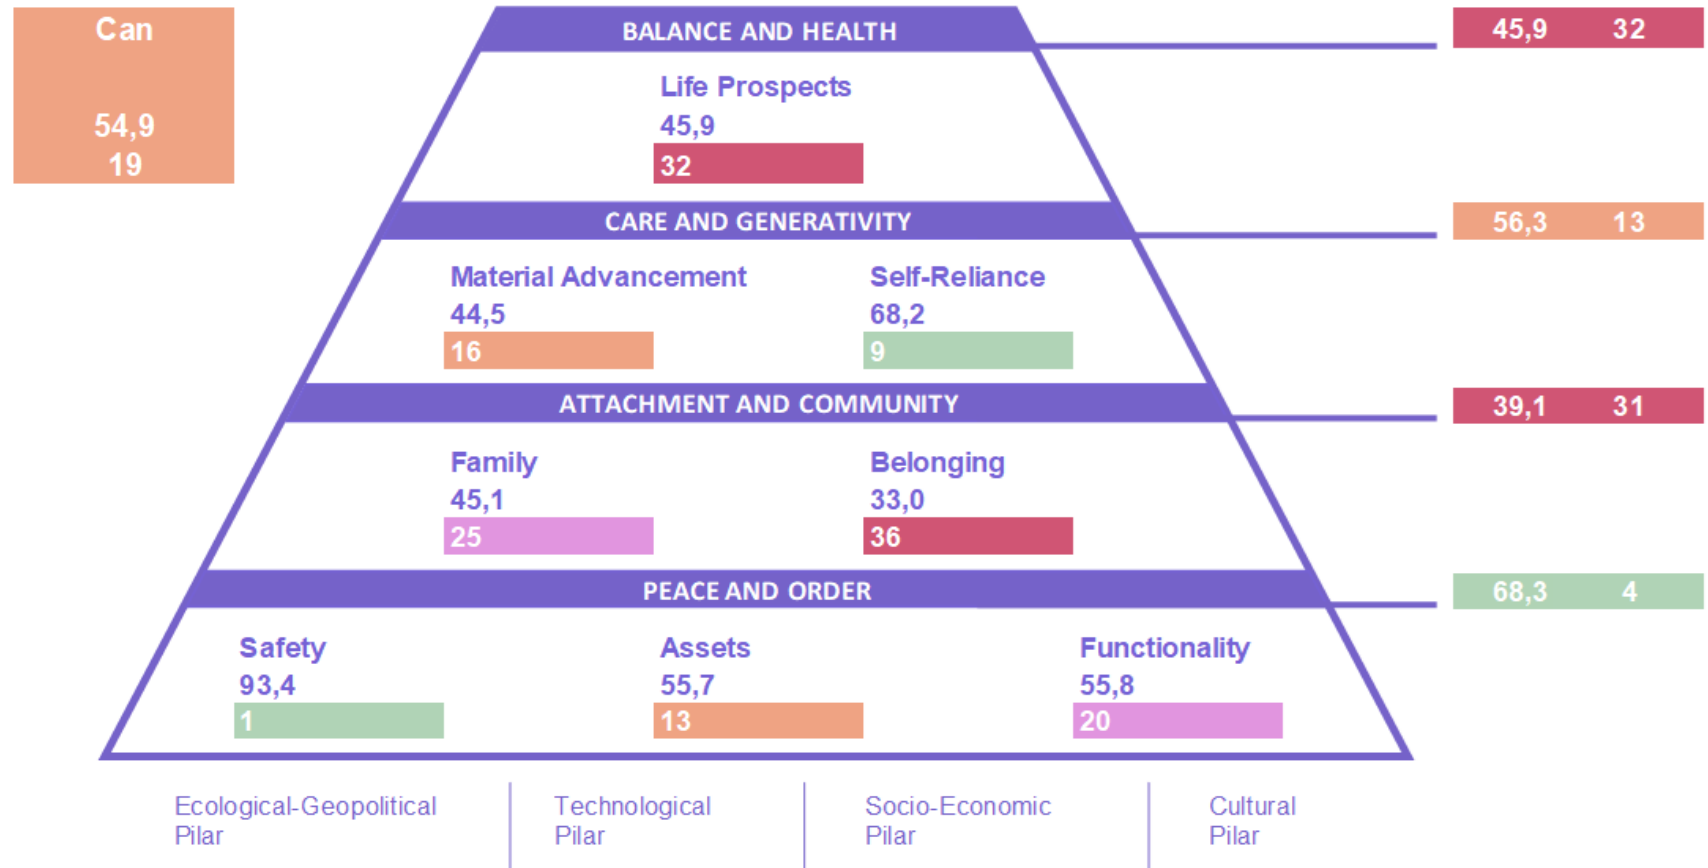 Can
54,9
19
BALANCE AND HEALTH
45,9 32
Life Prospects
45,9
32
CARE AND GENERATIVITY
56,3 13
Material Advancement
44,5
16
Self-Reliance
68,2
9
ATTACHMENT AND COMMUNITY
39,1 31
Family
45,1
25
Belonging
33,0
36
PEACE AND ORDER
68,3 4
Safety
93,4
1
Assets
55,7
13
Functionality
55,8
20
Ecological-Geopolitical
Pilar
Technological
Pilar
Socio-Economic
Pilar
Cultural
Pilar